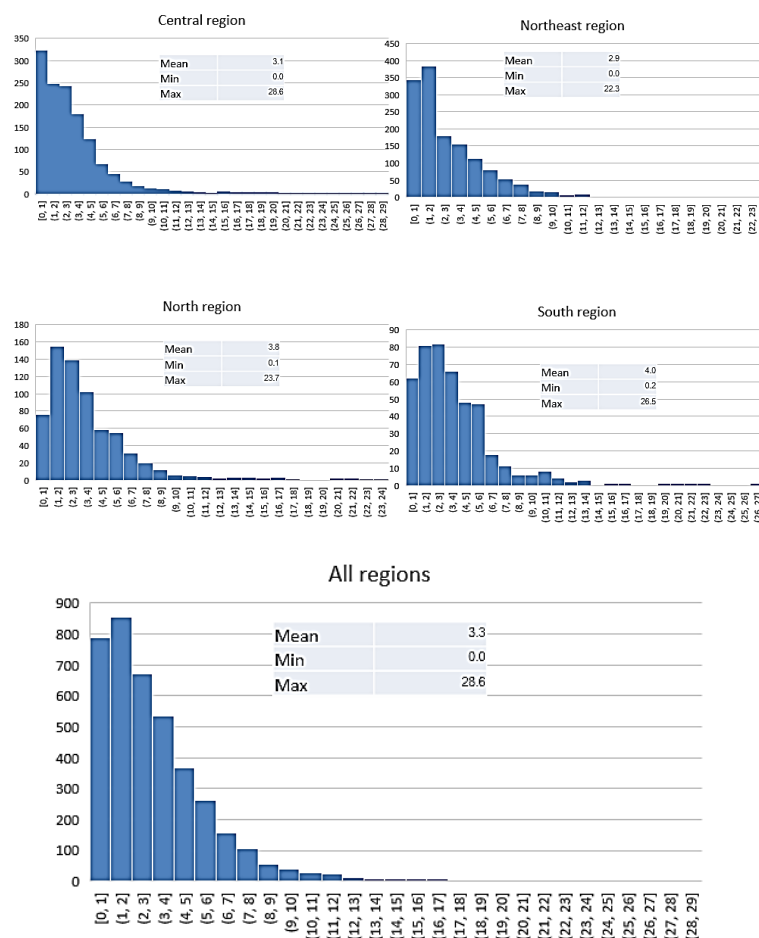 Central region
350
300
250
200
150
100
50
0
Mean 3.1
Min 0.0
Max 28.6
[0, 1] (1, 2] (2, 3] (3, 4] (4, 5] (5, 6] (6, 7] (7, 8] (8, 9] (9, 10] (10, 11] (11, 12] (12, 13] (13, 14] (14, 15] (15, 16] (16, 17] (17, 18] (18, 19] (19, 20] (20, 21] (21, 22] (22, 23] (23, 24] (24, 25] (25, 26] (26, 27] (27, 28] (28, 29]
Northeast region
450
400
350
300
250
200
150
100
50
0
Mean 2.9
Min 0.0
Max 22.3
[0, 1] (1, 2] (2, 3] (3, 4] (4, 5] (5, 6] (6, 7] (7, 8] (8, 9] (9, 10] (10, 11] (11, 12] (12, 13] (13, 14] (14, 15] (15, 16] (16, 17] (17, 18] (18, 19] (19, 20] (20, 21] (21, 22] (22, 23]
North region
180
160
140
120
100
80
60
40
20
0
Mean 3.8
Min 0.1
Max 23.7
[0, 1] (1, 2] (2, 3] (3, 4] (4, 5] (5, 6] (6, 7] (7, 8] (8, 9] (9, 10] (10, 11] (11, 12] (12, 13] (13, 14] (14, 15] (15, 16] (16, 17] (17, 18] (18, 19] (19, 20] (20, 21] (21, 22] (22, 23] (23, 24]
South region
90
80
70
60
50
40
30
20
10
0
Mean 4.0
Min 0.2
Max 26.5
[0, 1] (1, 2] (2, 3] (3, 4] (4, 5] (5, 6] (6, 7] (7, 8] (8, 9] (9, 10] (10, 11] (11, 12] (12, 13] (13, 14] (14, 15] (15, 16] (16, 17] (17, 18] (18, 19] (19, 20] (20, 21] (21, 22] (22, 23] (23, 24] (24, 25] (25, 26] (26, 27]
All regions
900
800
700
600
500
400
300
200
100
0
Mean 3.3
Min 0.0
Max 28.6
[0, 1] (1, 2] (2, 3] (3, 4] (4, 5] (5, 6] (6, 7] (7, 8] (8, 9] (9, 10] (10, 11] (11, 12] (12, 13] (13, 14] (14, 15] (15, 16] (16, 17] (17, 18] (18, 19] (19, 20] (20, 21] (21, 22] (22, 23] (23, 24] (24, 25] (25, 26] (26, 27] (27, 28] (28, 29]